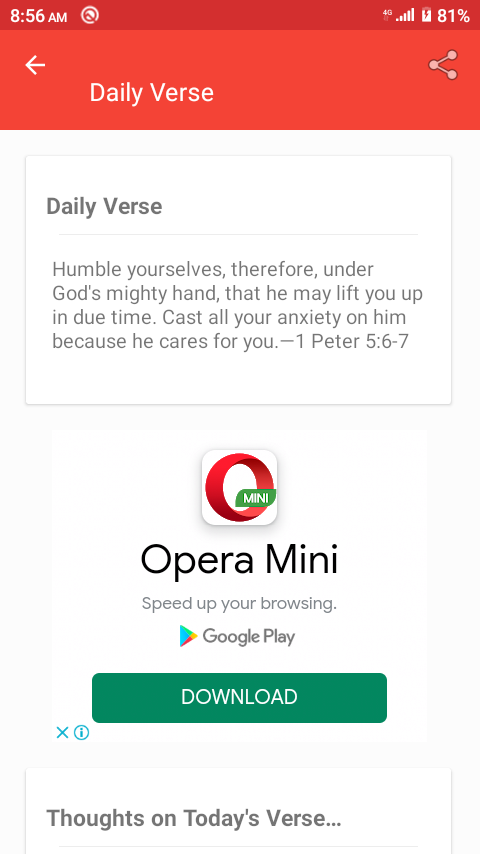 8:56 AM
4G
81%
Daily Verse
Daily Verse
Humble yourselves, therefore, under
God's mighty hand, that he may lift you up
in due time. Cast all your anxiety on him
because he cares for you.—1 Peter 5:6-7
MINI
Opera Mini
Speed up your browsing.
Google Play
DOWNLOAD
Thoughts on Today's Verse...